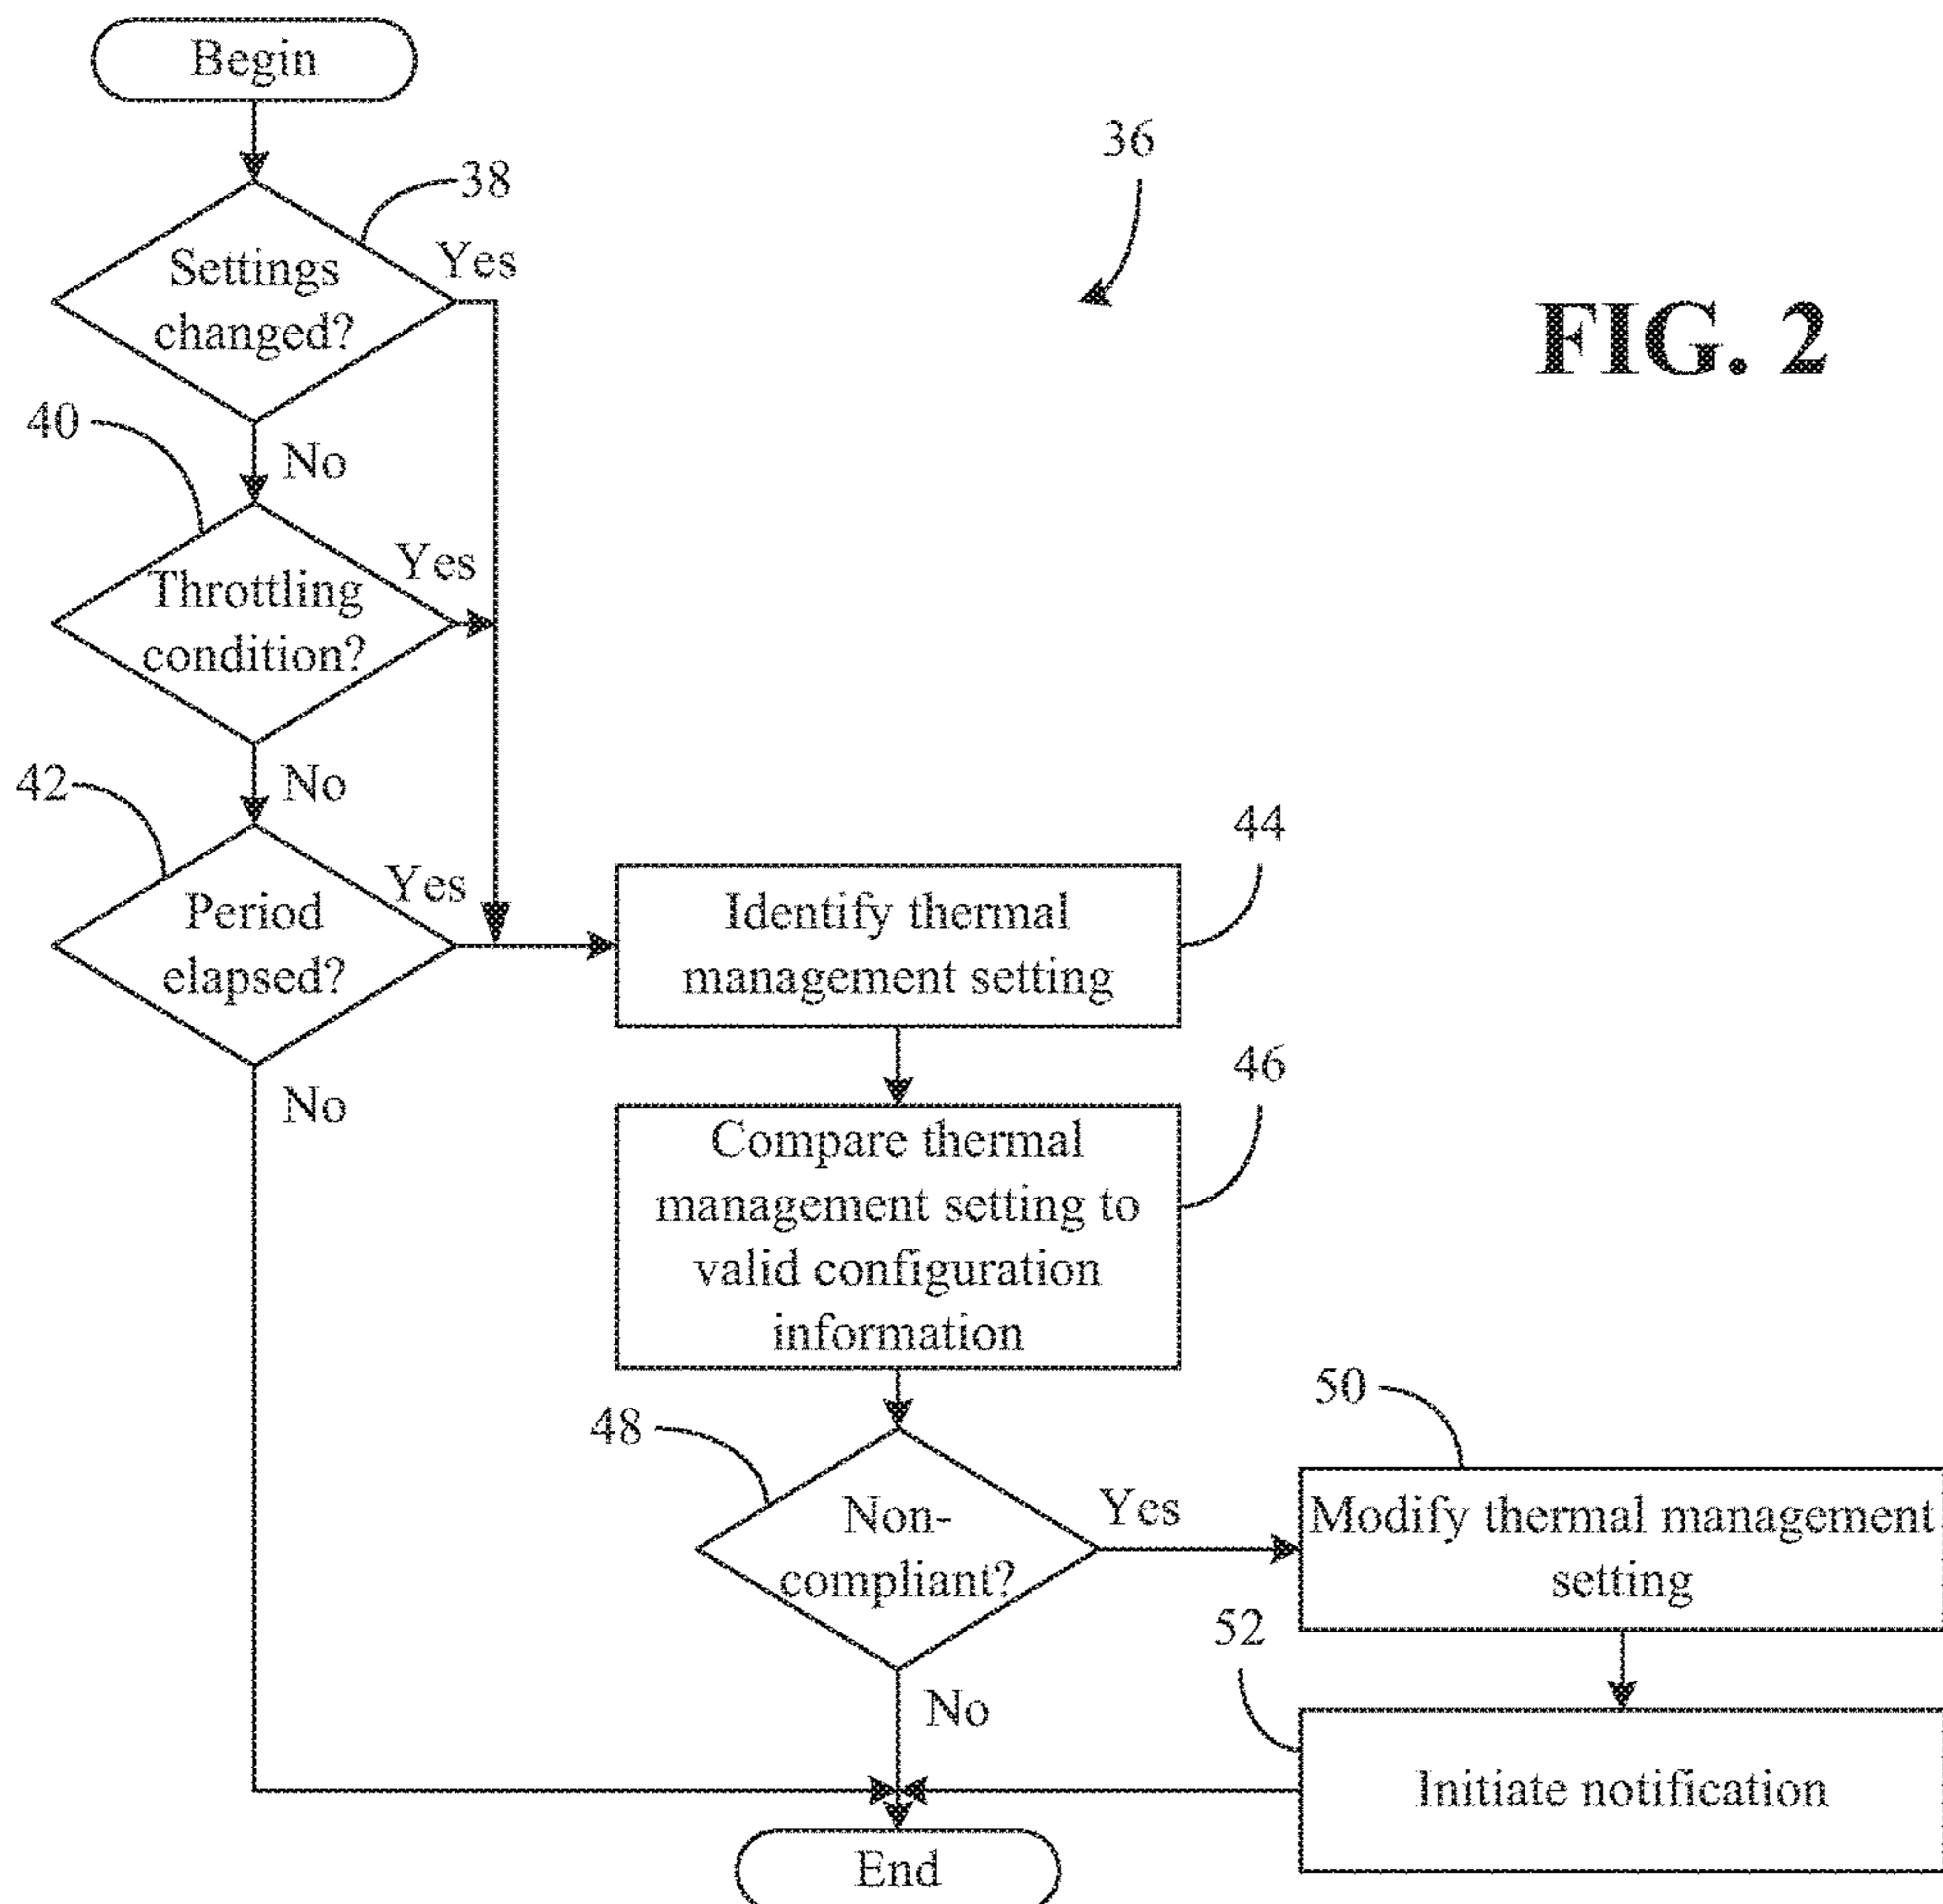 Begin
36
38
Yes
Settings
changed?
FIG. 2
40
No
Yes
Throttling
condition?
42
No
44
Yes
Period
elapsed?
Identify thermal
management setting
46
No
Compare thermal
management setting to
valid configuration
information
48
50
Non-
compliant?
Yes
Modify thermal management
setting
52
No
Initiate notification
End